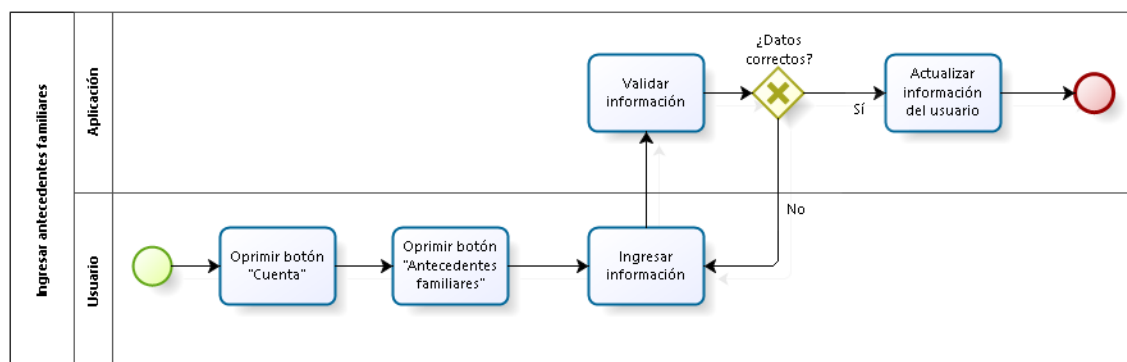 Ingresar antecedentes familiares
Aplicación
Validar
información
¿Datos
correctos?
Sí
No
Actualizar
información
del usuario
Usuario
Oprimir botón
"Cuenta"
Oprimir botón
"Antecedentes
familiares"
Ingresar
información